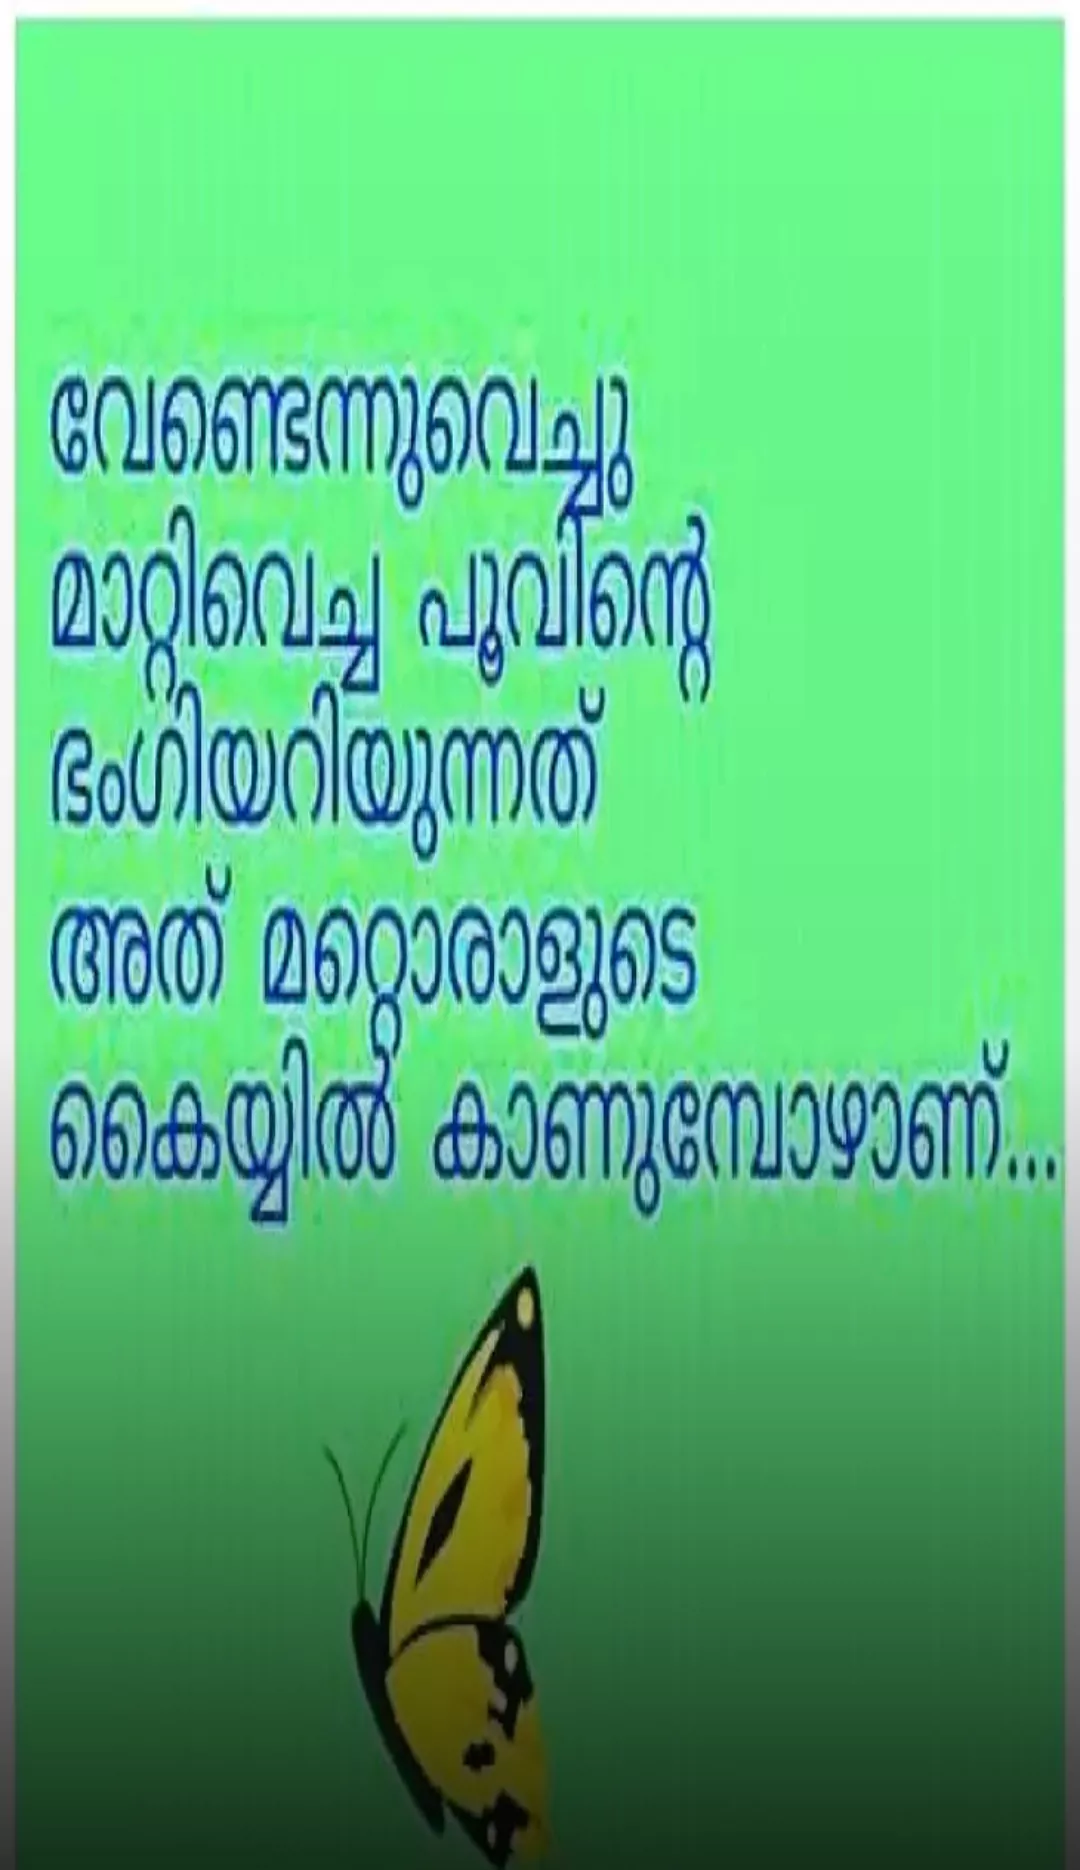 വേണ്ടെന്നുവെച്ചു
മാറ്റിവെച്ച പൂവിന്റെ
ഭംഗിയറിയുന്നത്
അത് മറ്റൊരാളുടെ
കൈയ്യിൽ കാണുമ്പോഴാണ്...